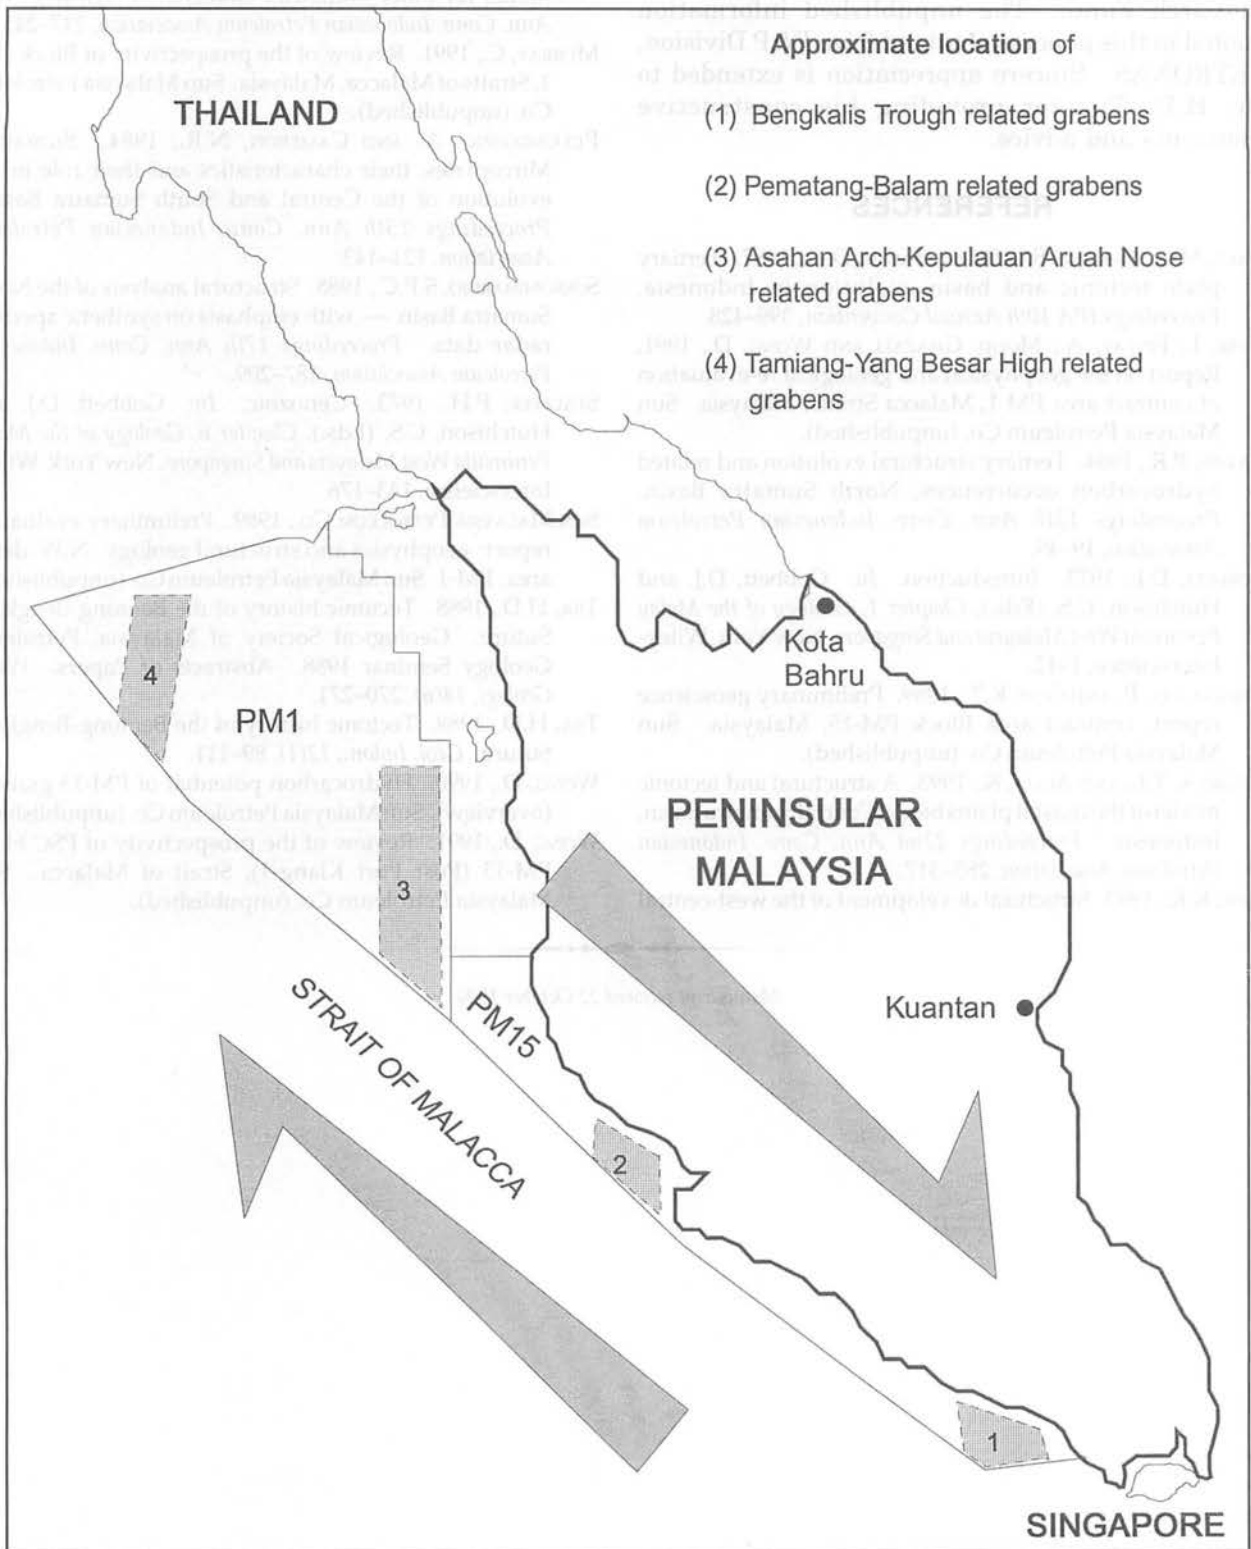 Approximate location of
(1) Bengkalis Trough related grabens
(2) Pematang-Balam related grabens
(3) Asahan Arch-Kepulauan Aruah Nose
related grabens
(4) Tamiang-Yang Besar High related
grabens
THAILAND
Kota
Bahru
4
PM1
PENINSULAR
MALAYSIA
3
Kuantan
PM15
STRAIT OF MALACCA
2
1
SINGAPORE